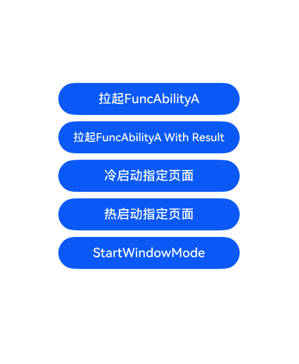 拉起FuncAbilityA
拉起FuncAbilityA With Result
冷启动指定页面
热启动指定页面
StartWindowMode